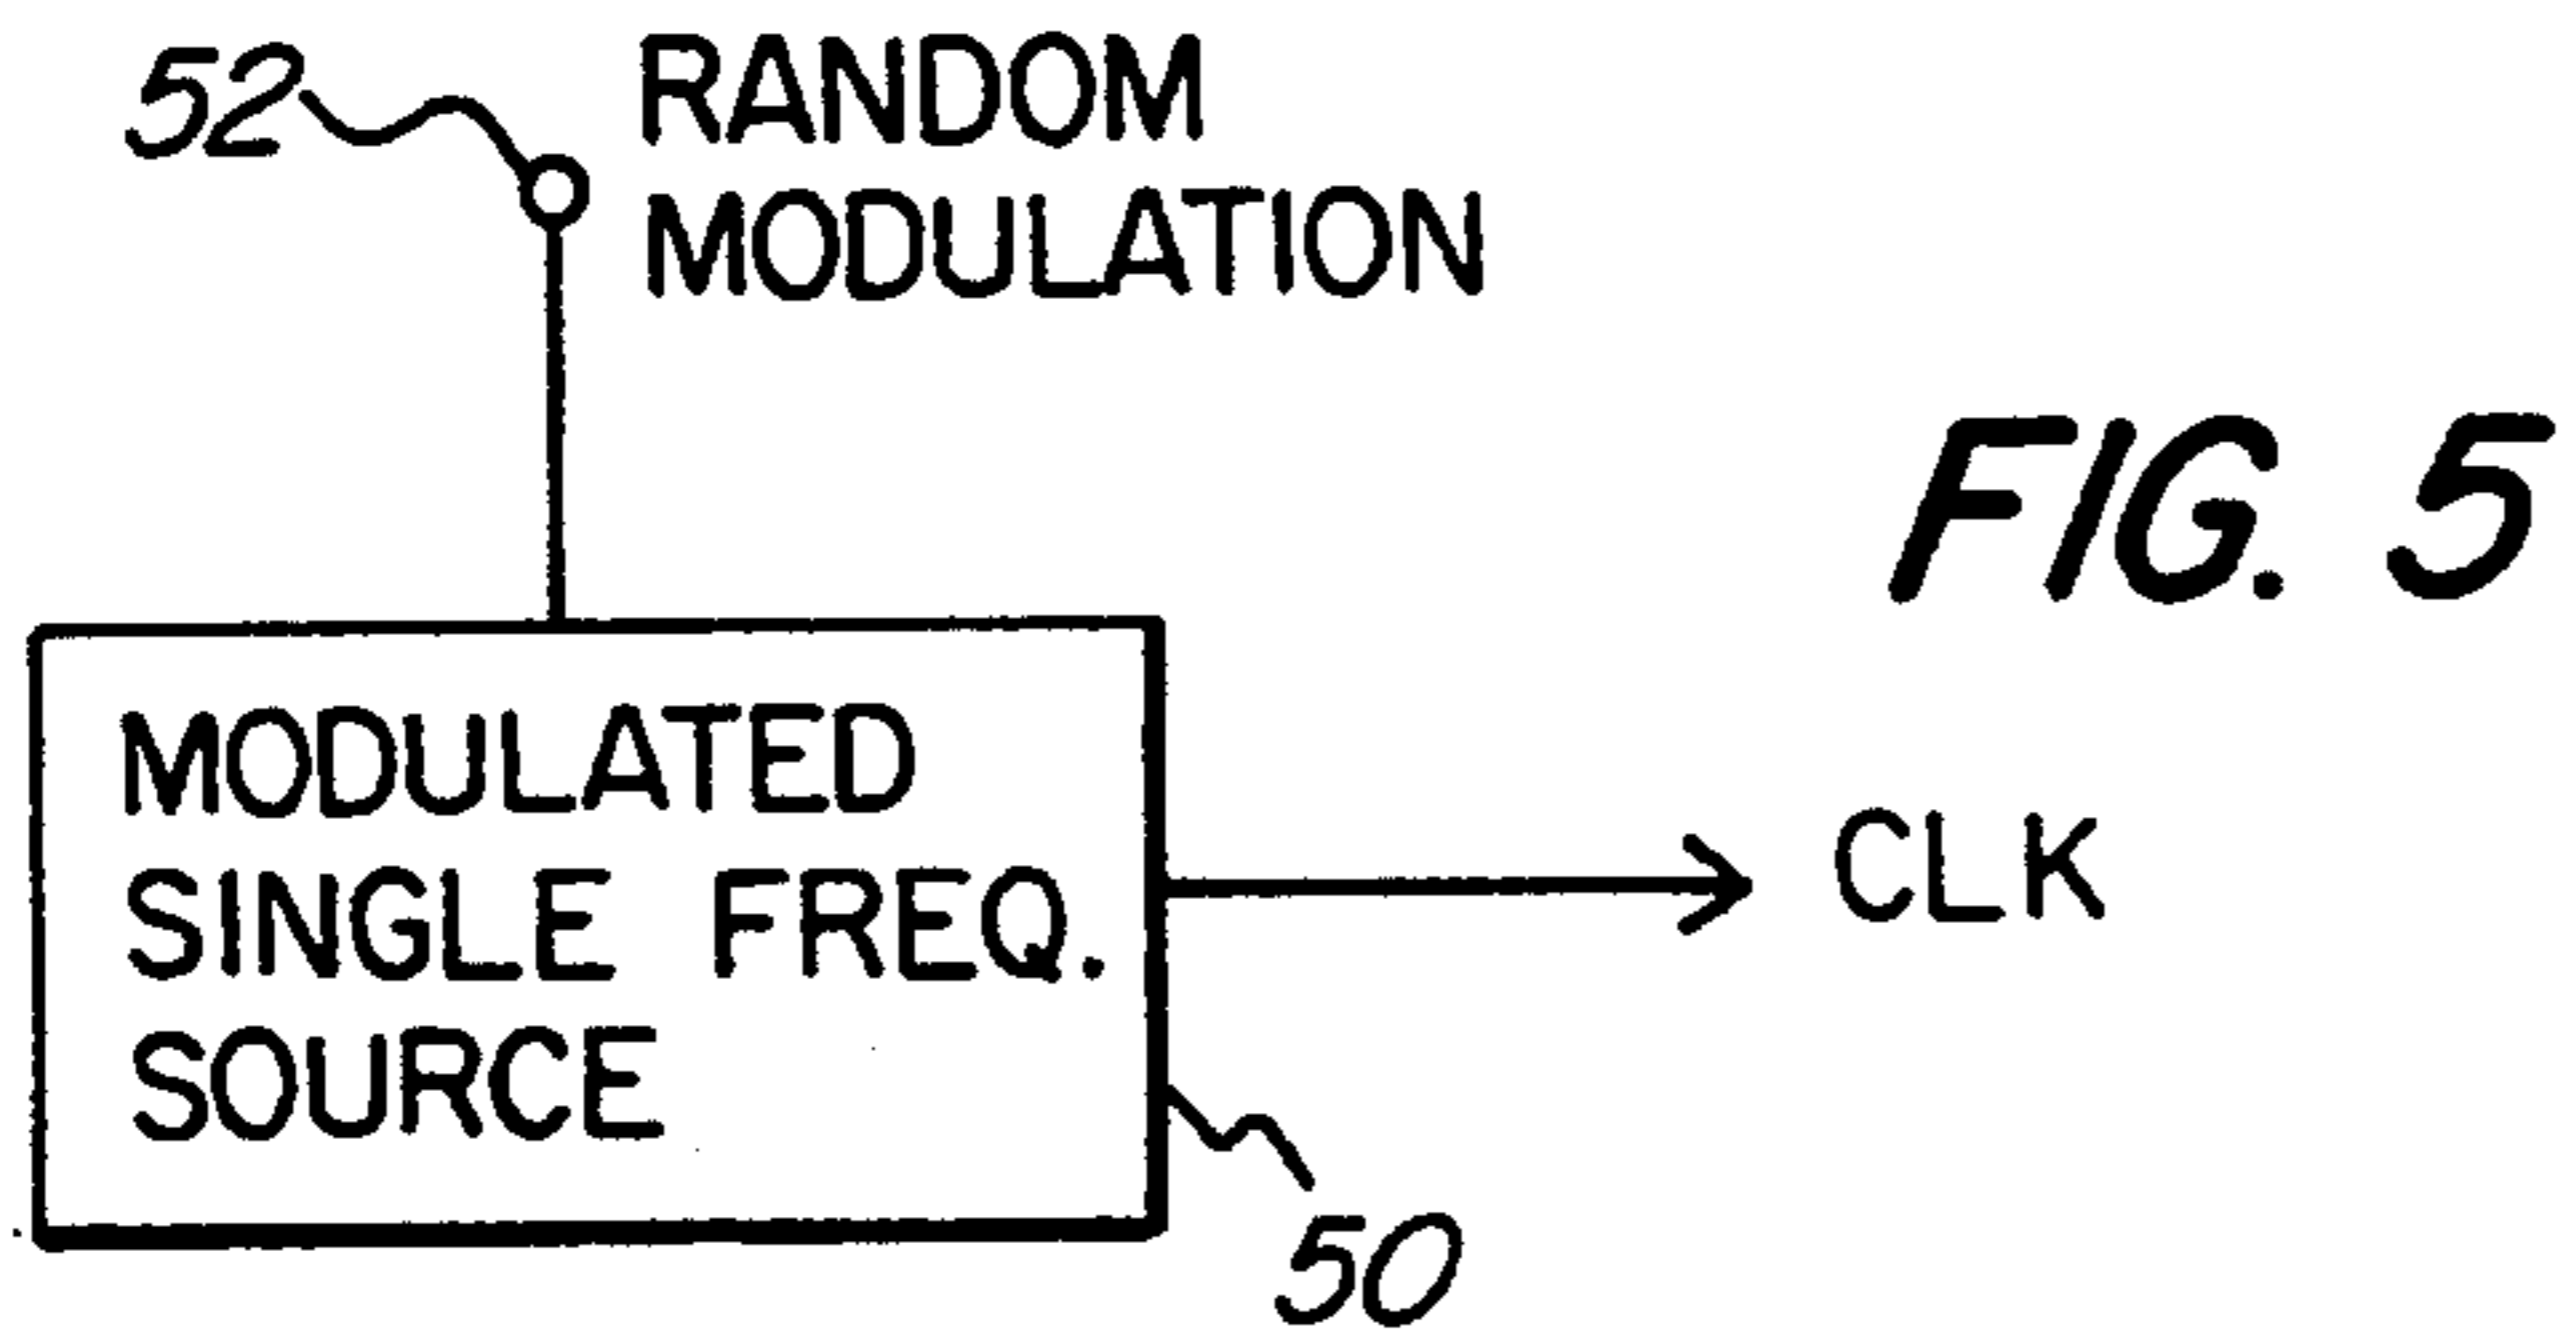 52
RANDOM
MODULATION
FIG. 5
MODULATED
SINGLE FREQ.
SOURCE
CLK
50